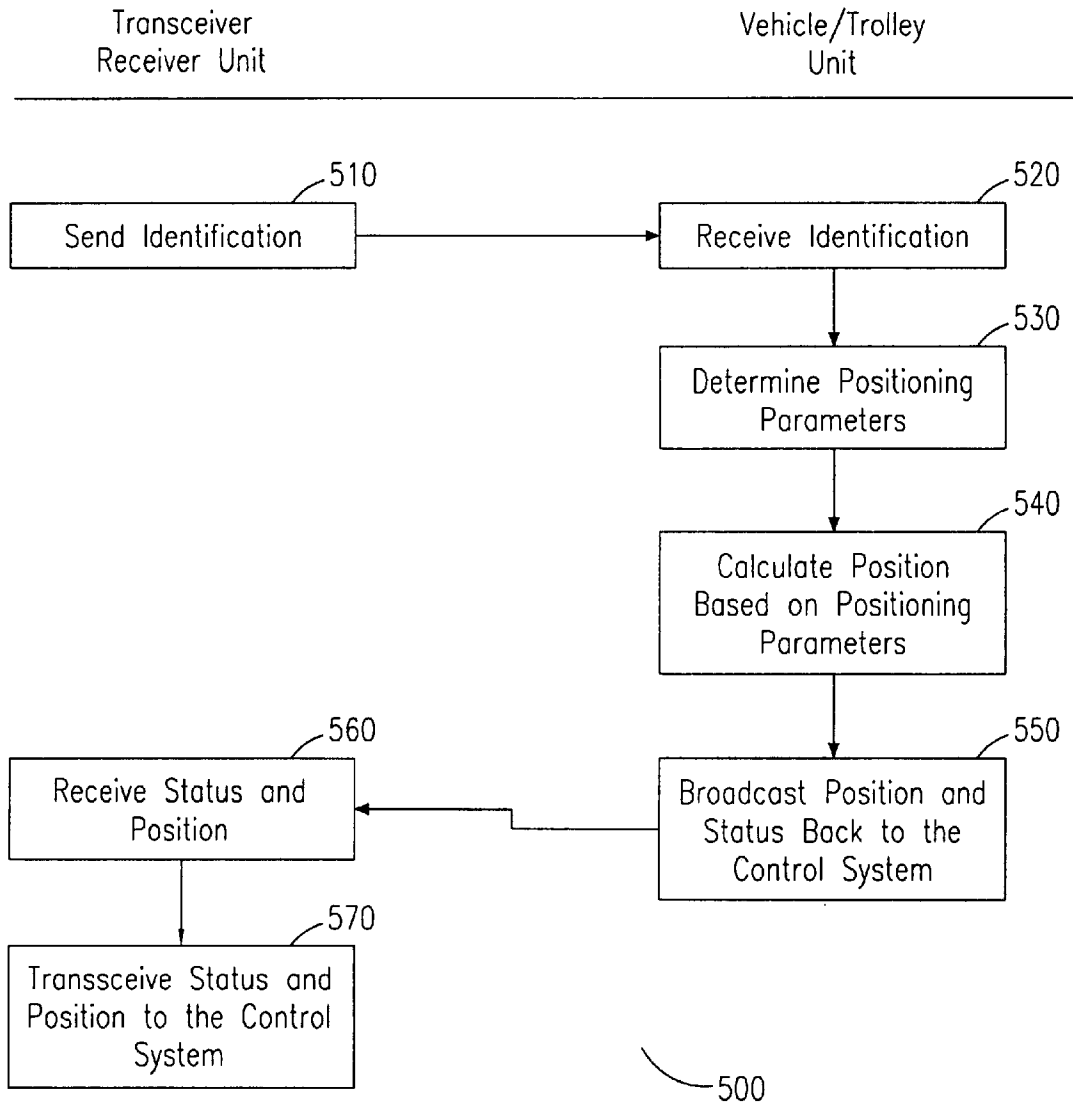 Transceiver
Receiver Unit
Vehicle/Trolley
Unit
510
Send Identification
520
Receive Identification
530
Determine Positioning
Parameters
540
Calculate Position
Based on Positioning
Parameters
550
Broadcast Position and
Status Back to the
Control System
560
Receive Status and
Position
570
Transsceive Status and
Position to the Control
System
500